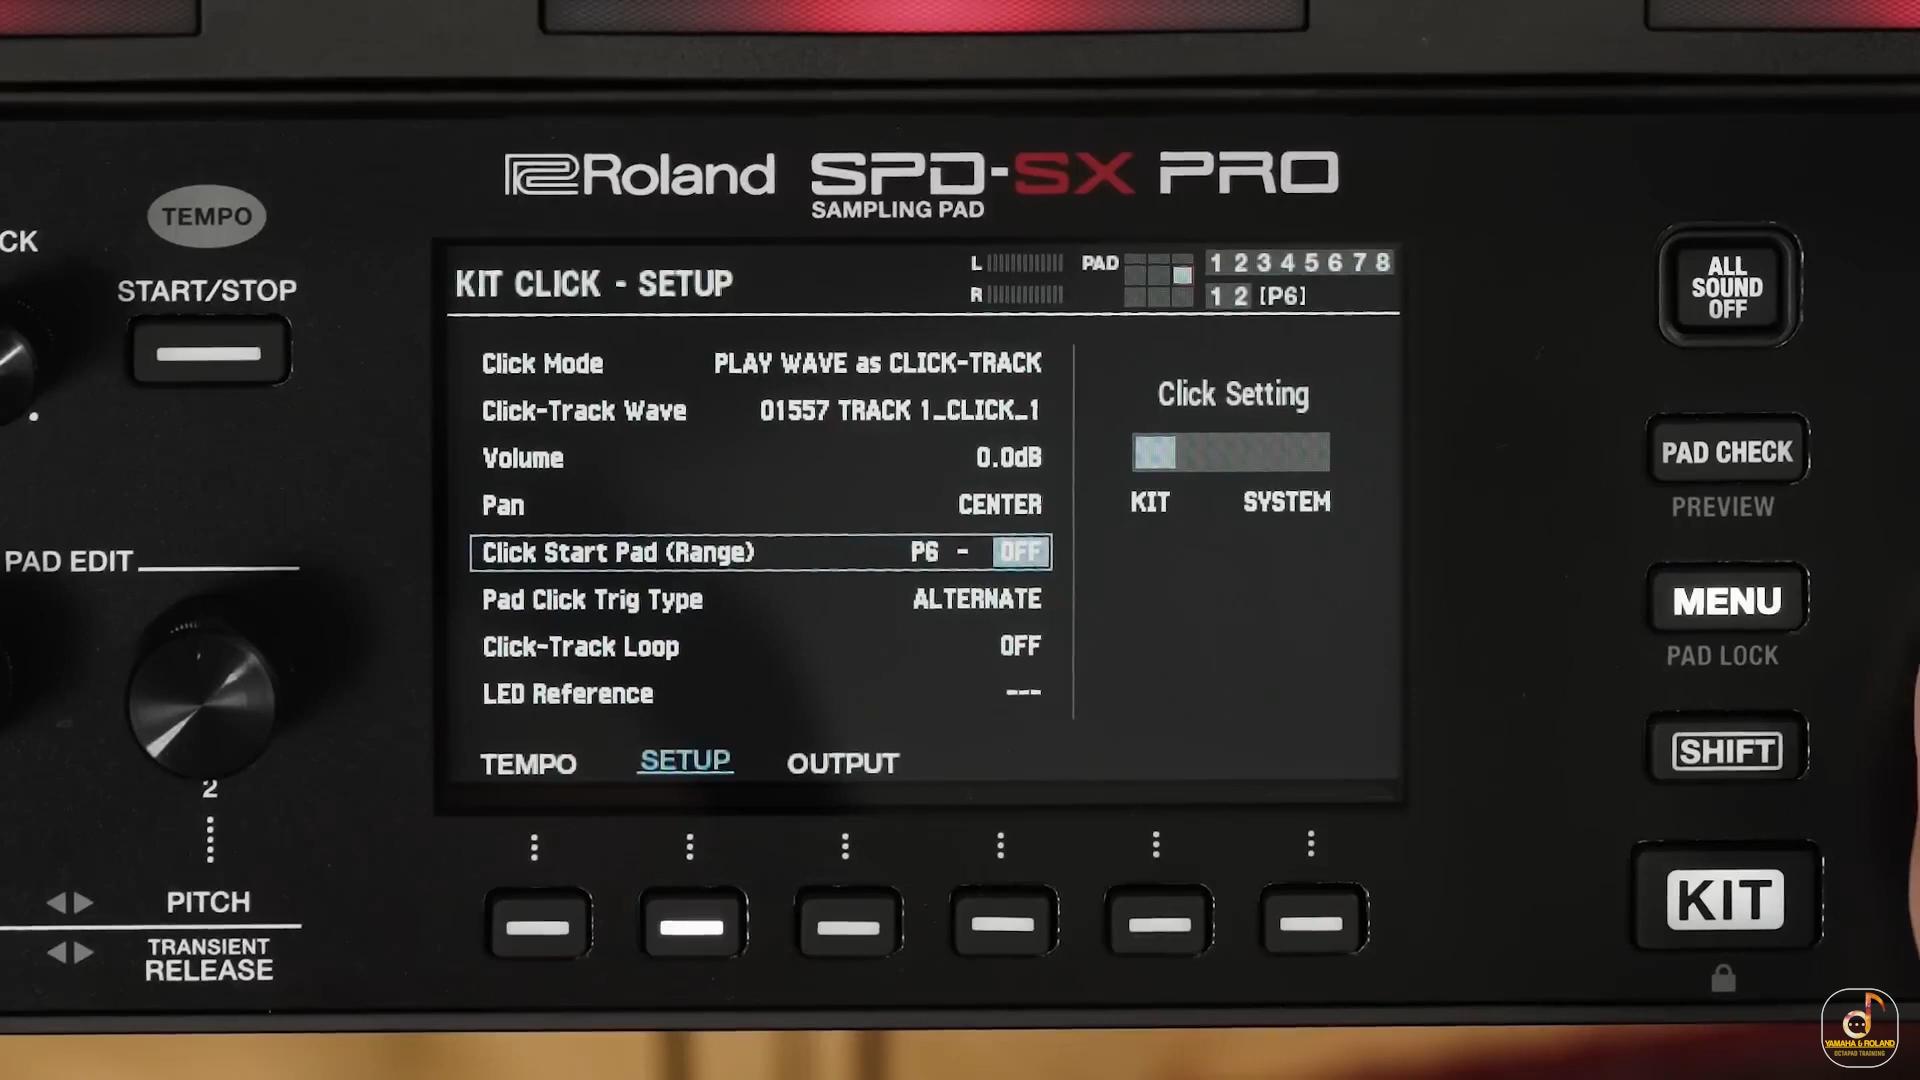 Roland SPD-SX PRO
SAMPLING PAD
TEMPO
CK
START/STOP
PAD EDIT
2
PITCH
TRANSIENT
RELEASE
KIT CLICK - SETUP
L
R
PAD
1 2 3 4 5 6 7 8
1 2 [P6]
Click Mode PLAY WAVE as CLICK-TRACK
Click-Track Wave 01557 TRACK 1_CLICK_1
Volume 0.0dB
Pan CENTER
Click Start Pad (Range) P6 - OFF
Pad Click Trig Type ALTERNATE
Click-Track Loop OFF
LED Reference ---
Click Setting
KIT SYSTEM
TEMPO SETUP OUTPUT
ALL
SOUND
OFF
PAD CHECK
PREVIEW
MENU
PAD LOCK
SHIFT
KIT
YAMAHA & ROLAND
OCTAPAD TRAINING